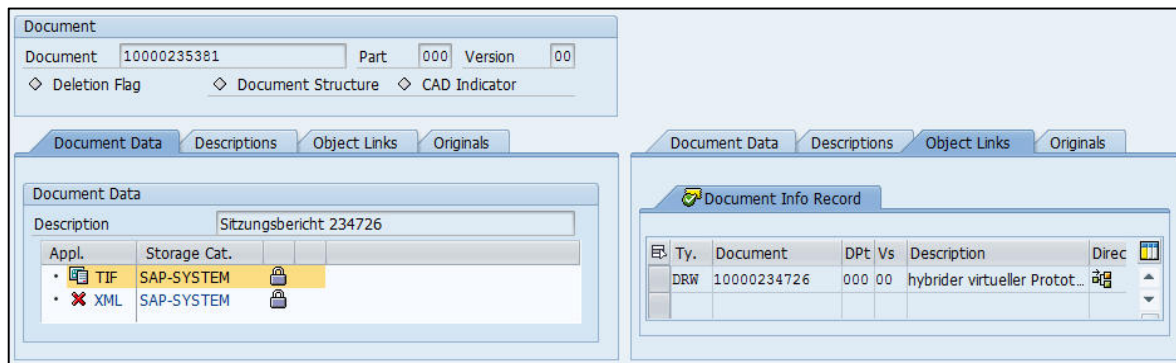 Document
Document 10000235381 Part 000 Version 00
Deletion Flag Document Structure CAD Indicator
Document Data Descriptions Object Links Originals
Document Data
Description Sitzungsbericht 234726
Appl. Storage Cat.
TIF SAP-SYSTEM
XML SAP-SYSTEM
Document Data Descriptions Object Links Originals
Document Info Record
Ty. Document DPt Vs Description Direc
DRW 10000234726 000 00 hybrider virtueller Protot...